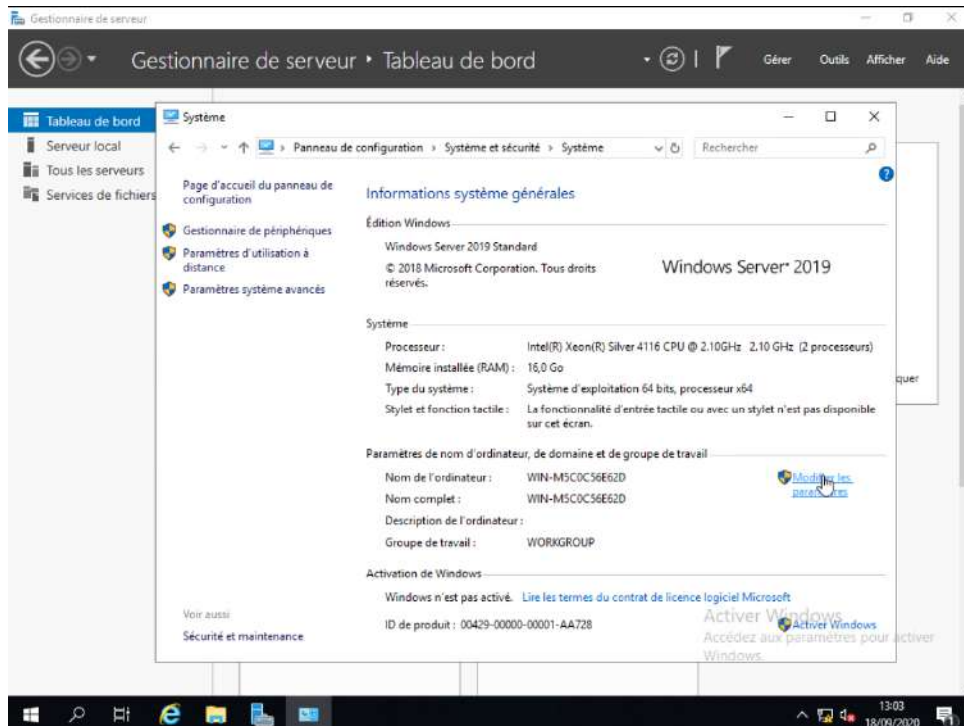 Gestionnaire de serveur
Gestionnaire de serveur ‣ Tableau de bord
Gérer Outils Afficher Aide
Tableau de bord
Serveur local
Tous les serveurs
Services de fichiers
Système
Panneau de configuration › Système et sécurité › Système
Rechercher
Page d'accueil du panneau de
configuration
Gestionnaire de périphériques
Paramètres d'utilisation à
distance
Paramètres système avancés
Voir aussi
Sécurité et maintenance
Informations système générales
Édition Windows
Windows Server 2019 Standard
© 2018 Microsoft Corporation. Tous droits
réservés.
Windows Server 2019
Système
Processeur : Intel(R) Xeon(R) Silver 4116 CPU @ 2.10GHz 2.10 GHz (2 processeurs)
Mémoire installée (RAM) : 16,0 Go
Type du système : Système d'exploitation 64 bits, processeur x64
Stylet et fonction tactile : La fonctionnalité d'entrée tactile ou avec un stylet n'est pas disponible
sur cet écran.
Paramètres de nom d'ordinateur, de domaine et de groupe de travail
Nom de l'ordinateur : WIN-M5C0C56E62D
Modifier les
paramètres
Nom complet : WIN-M5C0C56E62D
Description de l'ordinateur :
Groupe de travail : WORKGROUP
Activation de Windows
Windows n'est pas activé. Lire les termes du contrat de licence logiciel Microsoft
ID de produit : 00429-00000-00001-AA728
Activer Windows
quer
Activer Windows
Accédez aux paramètres pour activer
Windows.
13:03
18/09/2020